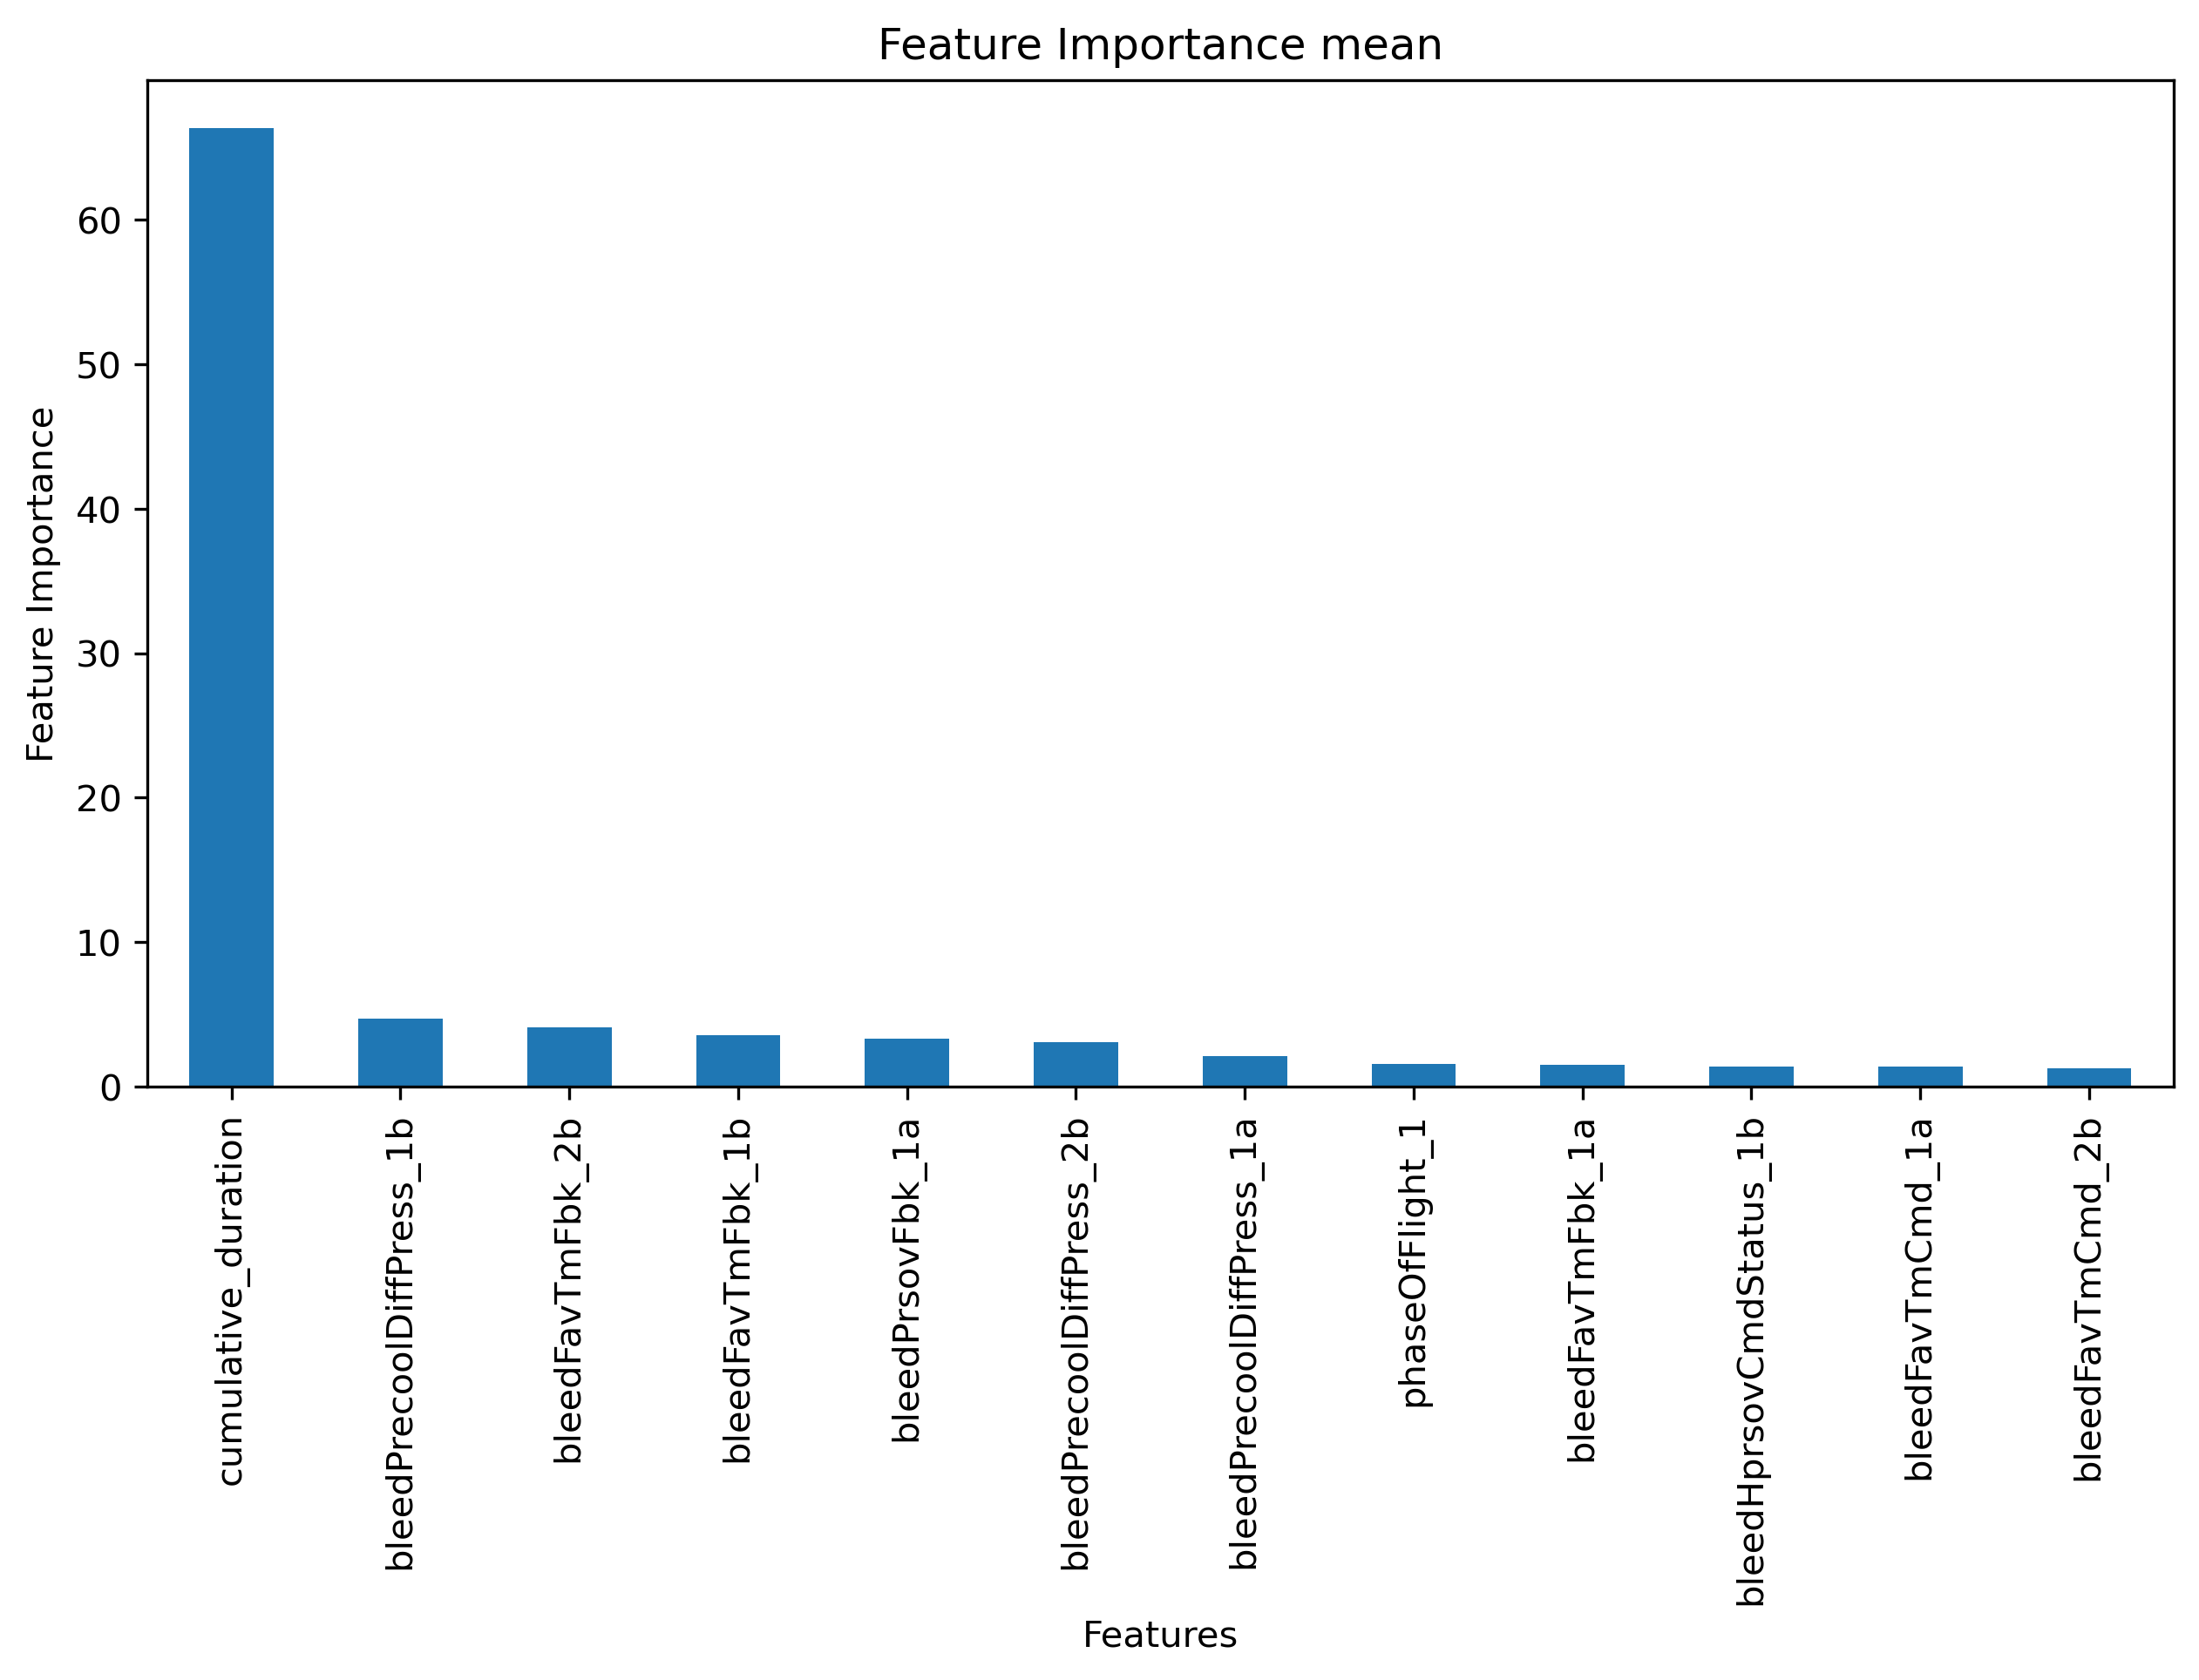 Feature Importance mean
Feature Importance
60
50
40
30
20
10
0
cumulative_duration
bleedPrecoolDiffPress_1b
bleedFavTmFbk_2b
bleedFavTmFbk_1b
bleedPrsovFbk_1a
bleedPrecoolDiffPress_2b
bleedPrecoolDiffPress_1a
phaseOfFlight_1
bleedFavTmFbk_1a
bleedHprsovCmdStatus_1b
bleedFavTmCmd_1a
bleedFavTmCmd_2b
Features